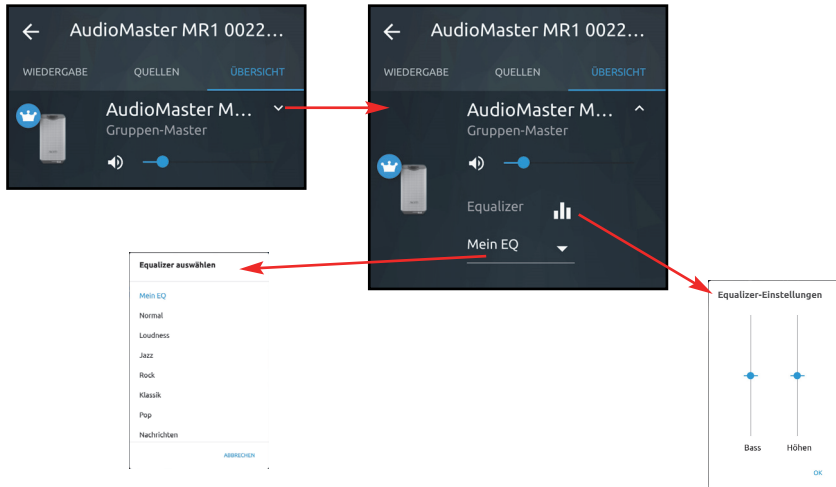 AudioMaster MR1 0022...
WIEDERGABE QUELLEN ÜBERSICHT
AudioMaster M...
Gruppen-Master
AudioMaster MR1 0022...
WIEDERGABE QUELLEN ÜBERSICHT
AudioMaster M...
Gruppen-Master
Equalizer
Mein EQ
Equalizer auswählen
Mein EQ
Normal
Loudness
Jazz
Rock
Klassik
Pop
Nachrichten
ABBRECHEN
Equalizer-Einstellungen
Bass Höhen
OK